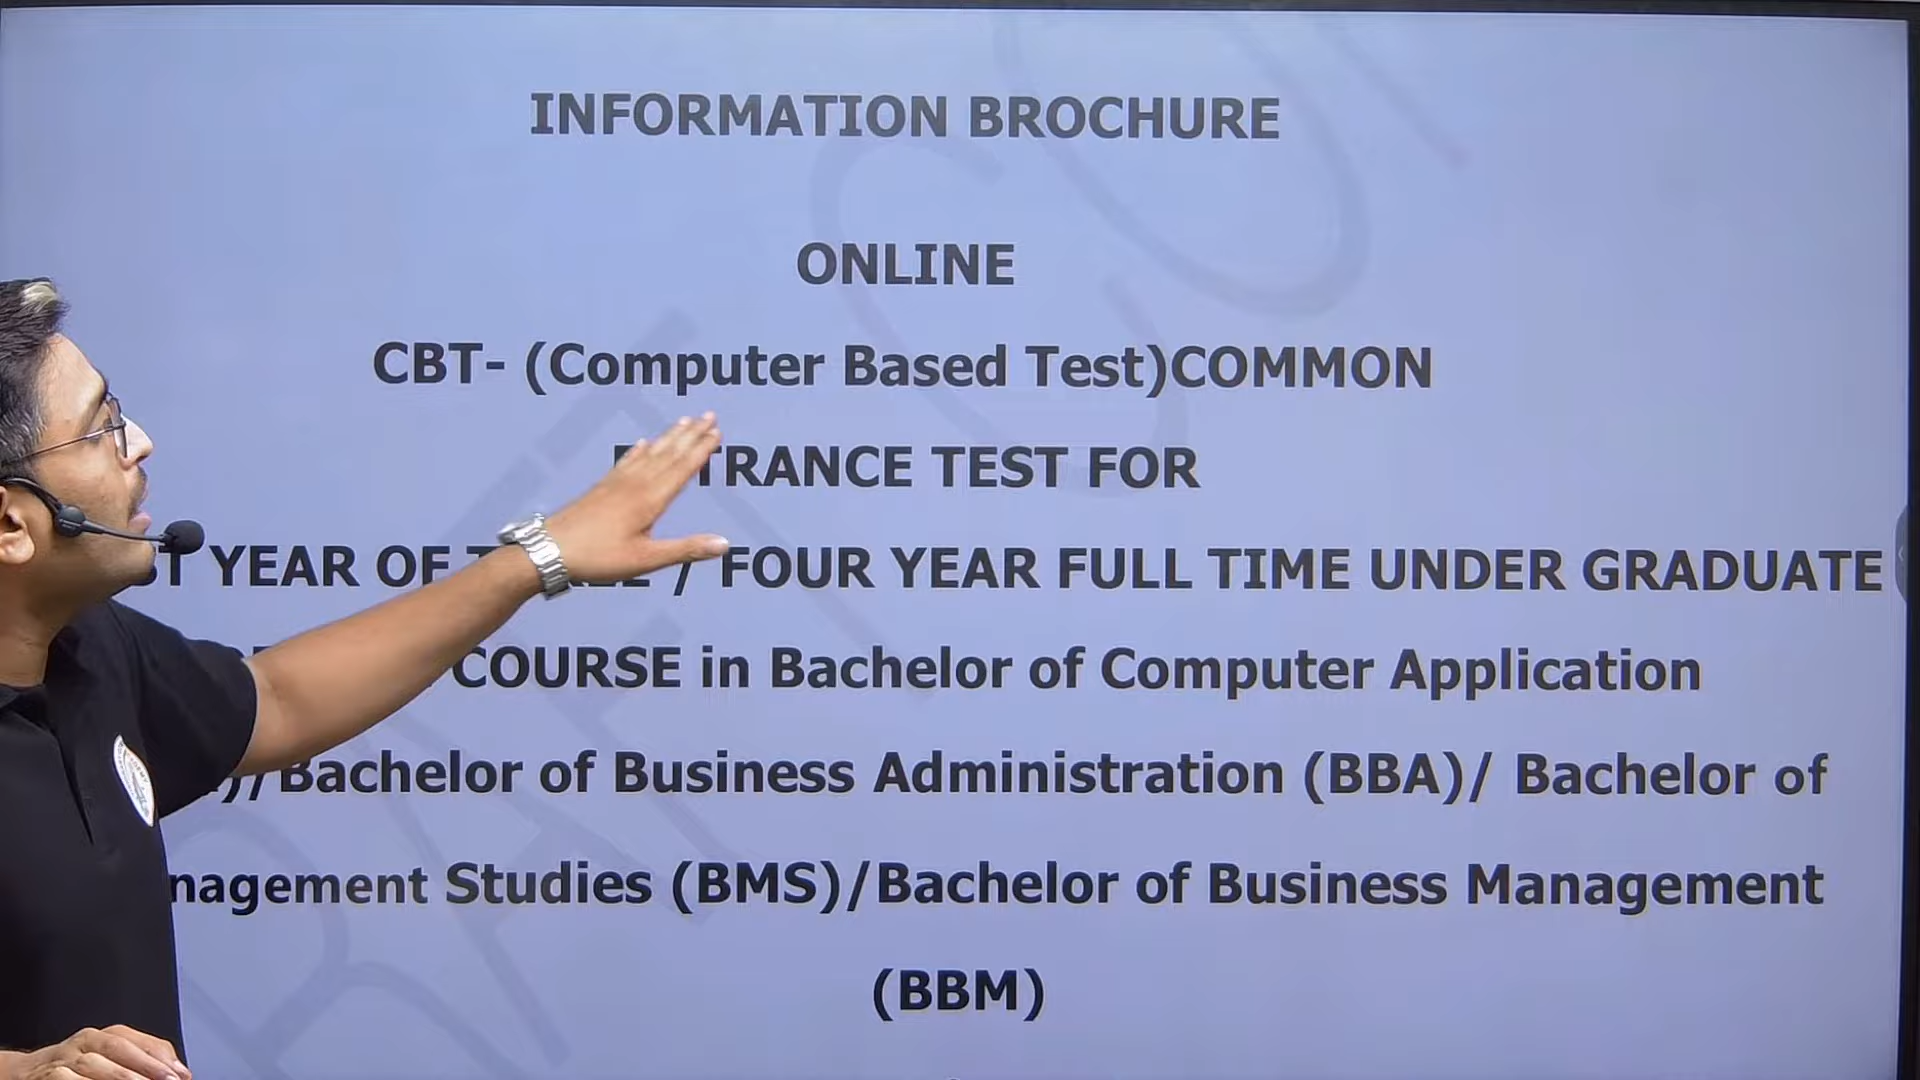 INFORMATION BROCHURE
ONLINE
CBT- (Computer Based Test)COMMON
TEST FOR
YEAR OF / FOUR YEAR FULL TIME UNDER GRADUATE
COURSE in Bachelor of Computer Application
/Bachelor of Business Administration (BBA)/ Bachelor of
Studies (BMS)/Bachelor of Business Management
(BBM)